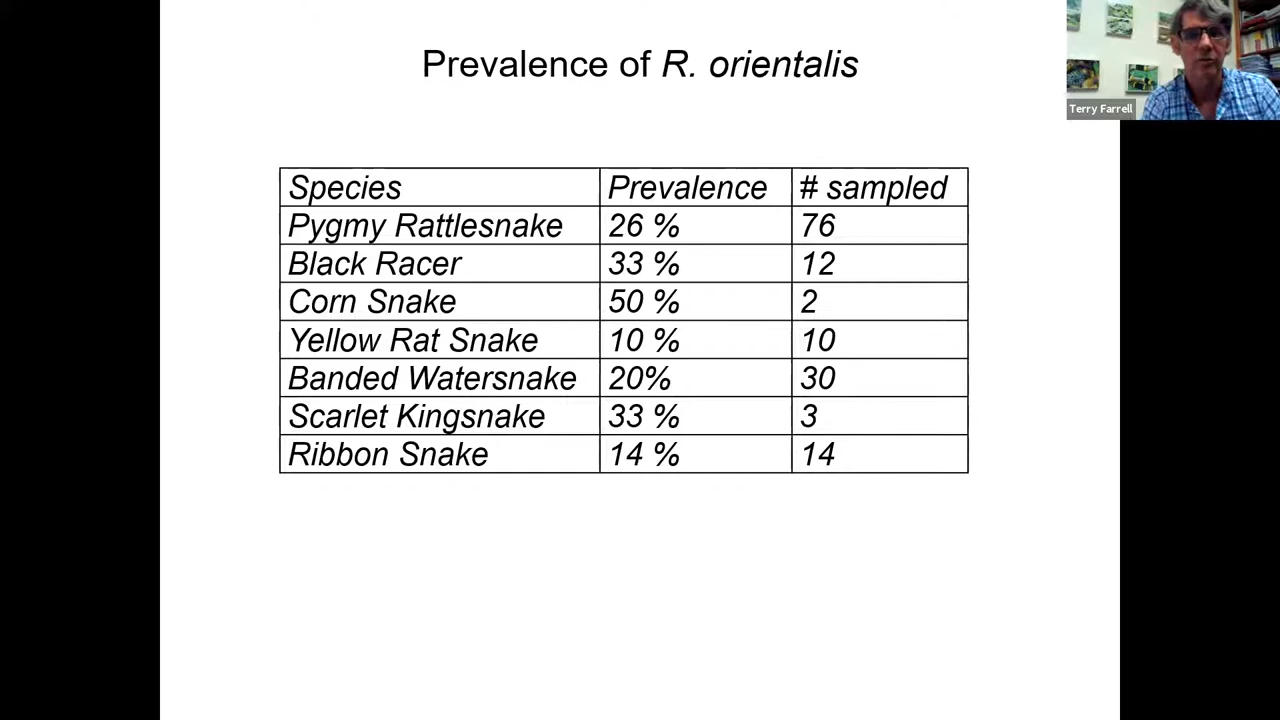 Prevalence of R. orientalis
Terry Farrell
Species Prevalence # sampled
Pygmy Rattlesnake 26 % 76
Black Racer 33 % 12
Corn Snake 50 % 2
Yellow Rat Snake 10 % 10
Banded Watersnake 20% 30
Scarlet Kingsnake 33 % 3
Ribbon Snake 14 % 14